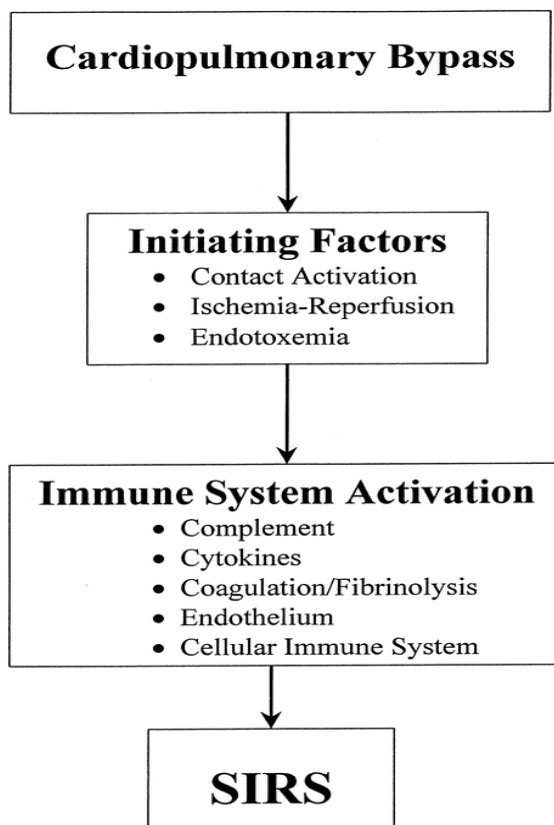 Cardiopulmonary Bypass
Initiating Factors
• Contact Activation
• Ischemia-Reperfusion
• Endotoxemia
Immune System Activation
• Complement
• Cytokines
• Coagulation/Fibrinolysis
• Endothelium
• Cellular Immune System
SIRS